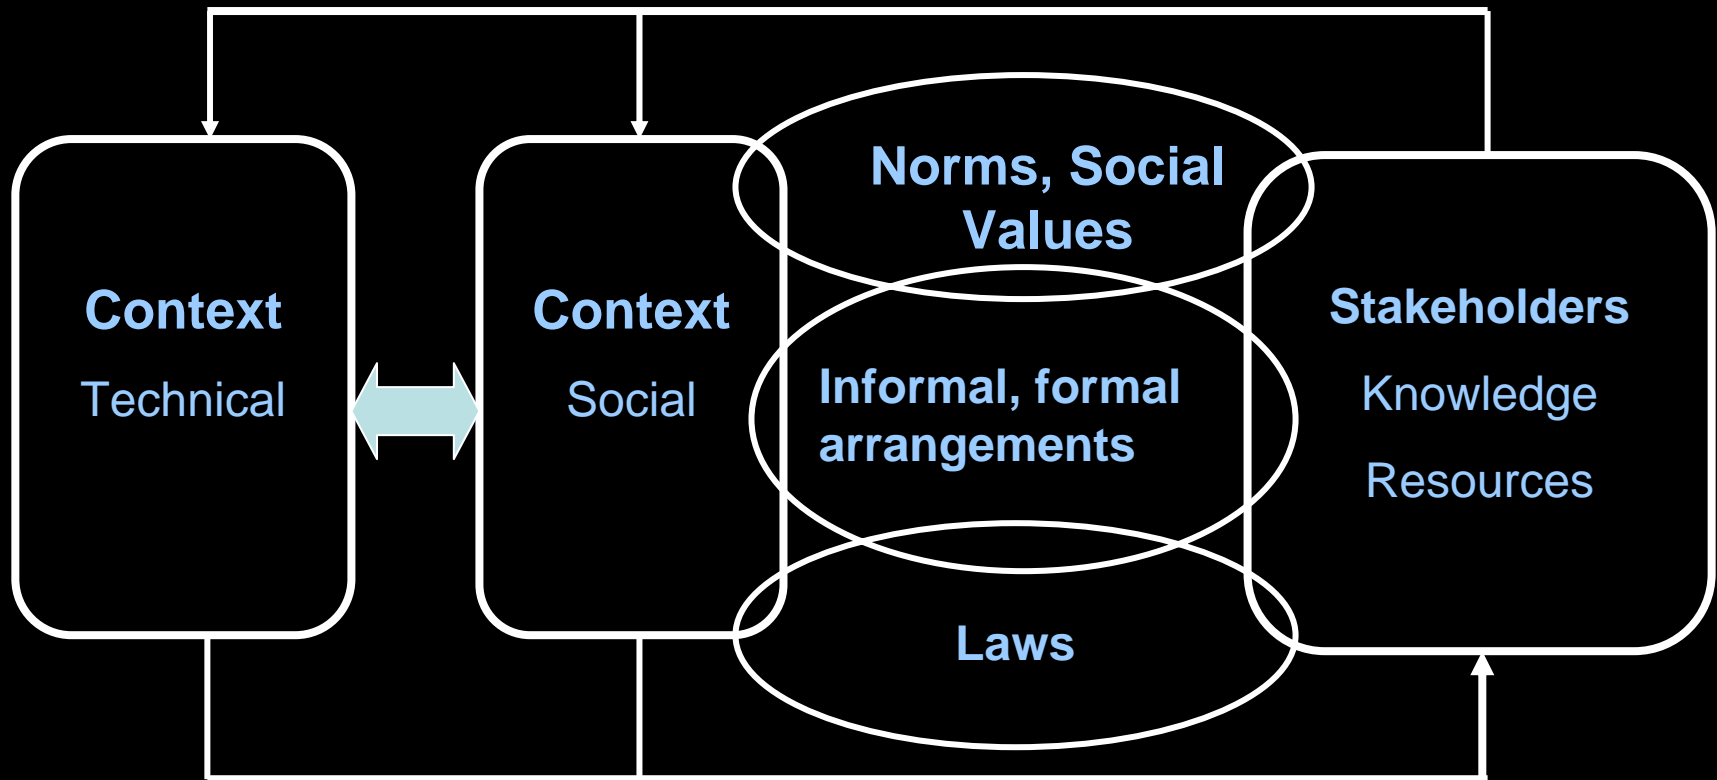 Context
Technical
Context
Social
Norms, Social
Values
Informal, formal
arrangements
Laws
Stakeholders
Knowledge
Resources